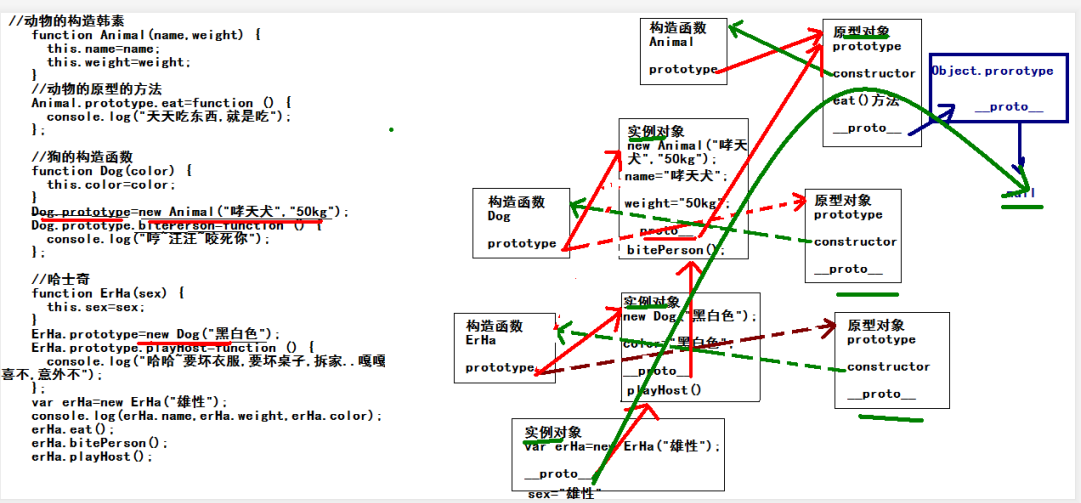 //动物的构造韩素
function Animal(name,weight) {
this.name=name;
this.weight=weight;
}
//动物的原型的方法
Animal.prototype.eat=function () {
console.log("天天吃东西,就是吃");
};
//狗的构造函数
function Dog(color) {
this.color=color;
}
Dog.prototype=new Animal("哮天犬","50kg");
Dog.prototype.bitePerson=function () {
console.log("哼~汪汪~咬死你");
};
//哈士奇
function ErHa(sex) {
this.sex=sex;
}
ErHa.prototype=new Dog("黑白色");
ErHa.prototype.playHost=function () {
console.log("哈哈~要坏衣服,要坏桌子,拆家..嘎嘎
喜不,意外不");
};
var erHa=new ErHa("雄性");
console.log(erHa.name,erHa.weight,erHa.color);
erHa.eat();
erHa.bitePerson();
erHa.playHost();
构造函数
Animal
prototype
原型对象
prototype
constructor
eat()方法
__proto__
Object.prorotype
__proto__
null
实例对象
new Animal("哮天
犬","50kg");
name="哮天犬";
weight="50kg";
__proto__
bitePerson();
构造函数
Dog
prototype
原型对象
prototype
constructor
__proto__
实例对象
new Dog("黑白色");
color="黑白色";
__proto__
playHost()
构造函数
ErHa
prototype
原型对象
prototype
constructor
__proto__
实例对象
var erHa=new ErHa("雄性");
__proto__
sex="雄性"